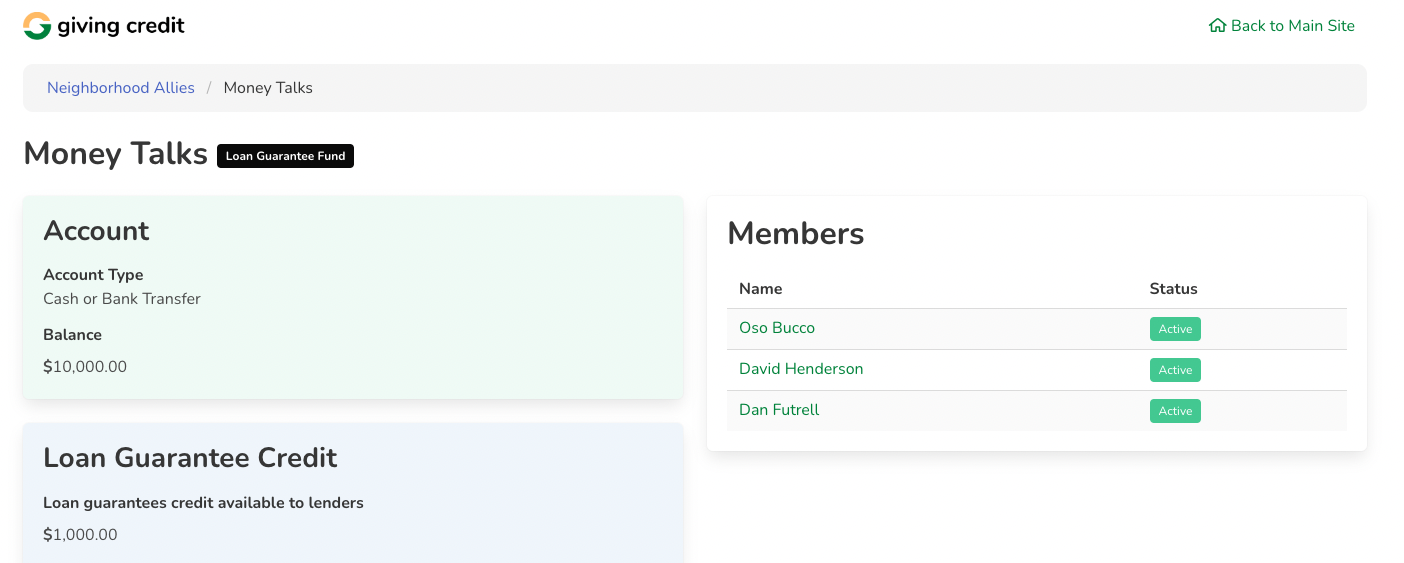 giving credit
Back to Main Site
Neighborhood Allies / Money Talks
Money Talks Loan Guarantee Fund
Account
Account Type
Cash or Bank Transfer
Balance
$10,000.00
Loan Guarantee Credit
Loan guarantees credit available to lenders
$1,000.00
Members
Name Status
Oso Bucco Active
David Henderson Active
Dan Futrell Active